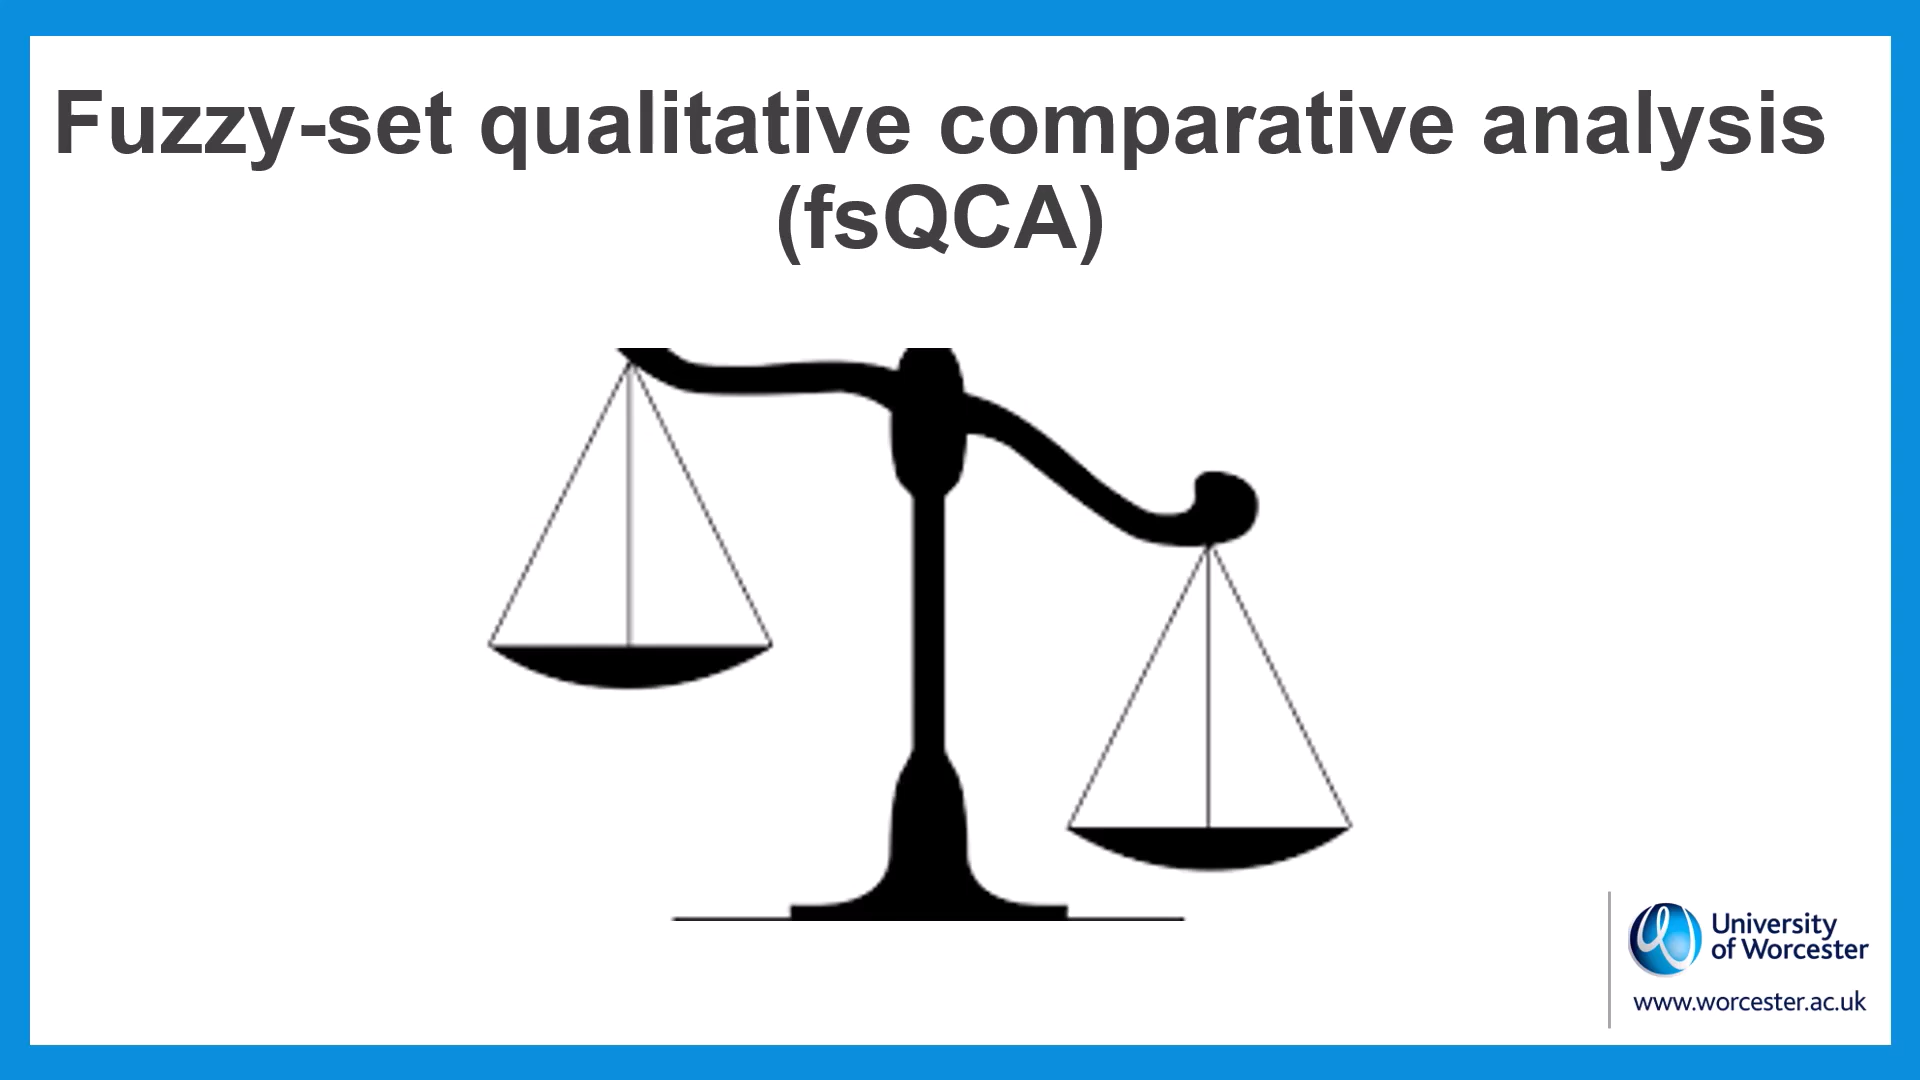 Fuzzy-set qualitative comparative analysis
(fsQCA)
University
of Worcester
www.worcester.ac.uk